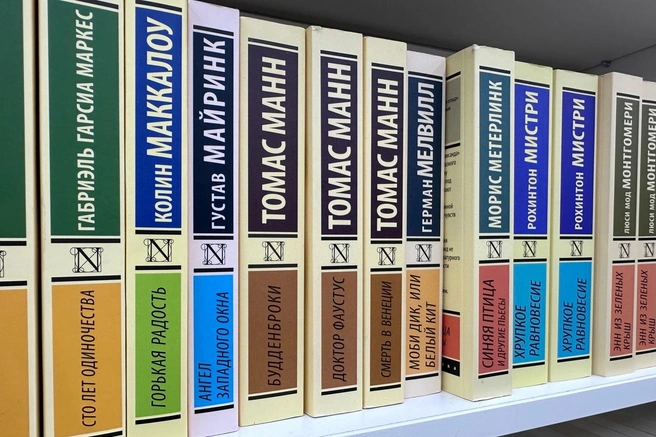 ГАБРИЭЛЬ ГАРСИА МАРКЕС
СТО ЛЕТ ОДИНОЧЕСТВА
КОЛИН МАККАЛОУ
ГОРЬКАЯ РАДОСТЬ
ГУСТАВ МАЙРИНК
АНГЕЛ
ЗАПАДНОГО ОКНА
ТОМАС МАНН
БУДДЕНБРОКИ
ТОМАС МАНН
ДОКТОР ФАУСТУС
ТОМАС МАНН
СМЕРТЬ В ВЕНЕЦИИ
ГЕРМАН МЕЛВИЛЛ
МОБИ ДИК, ИЛИ
БЕЛЫЙ КИТ
МОРИС МЕТЕРЛИНК
СИНЯЯ ПТИЦА
И ДРУГИЕ ПЬЕСЫ
РОХИНТОН МИСТРИ
ХРУПКОЕ
РАВНОВЕСИЕ
РОХИНТОН МИСТРИ
ХРУПКОЕ
РАВНОВЕСИЕ
ЛЮСИ МОД МОНТГОМЕРИ
ЭНН ИЗ ЗЕЛЕНЫХ
КРЫШ
ЛЮСИ МОД МОНТГОМЕРИ
ЭНН ИЗ ЗЕЛЕНЫХ
КРЫШ